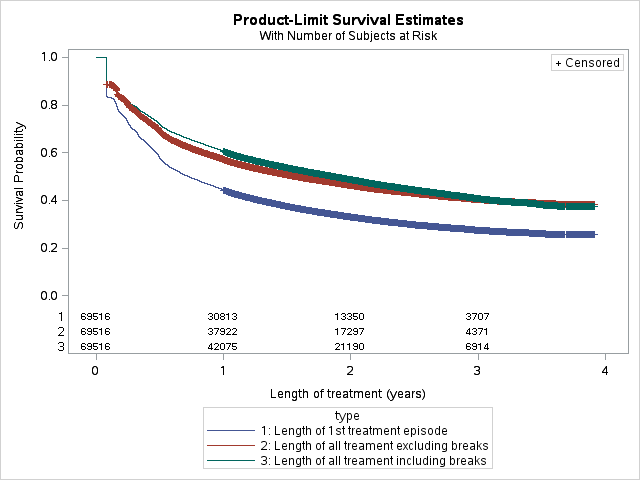 Product-Limit Survival Estimates
With Number of Subjects at Risk
+ Censored
1.0
0.8
0.6
0.4
0.2
0.0
Survival Probability
1 69516 30813 13350 3707
2 69516 37922 17297 4371
3 69516 42075 21190 6914
0 1 2 3 4
Length of treatment (years)
type
1: Length of 1st treatment episode
2: Length of all treament excluding breaks
3: Length of all treament including breaks